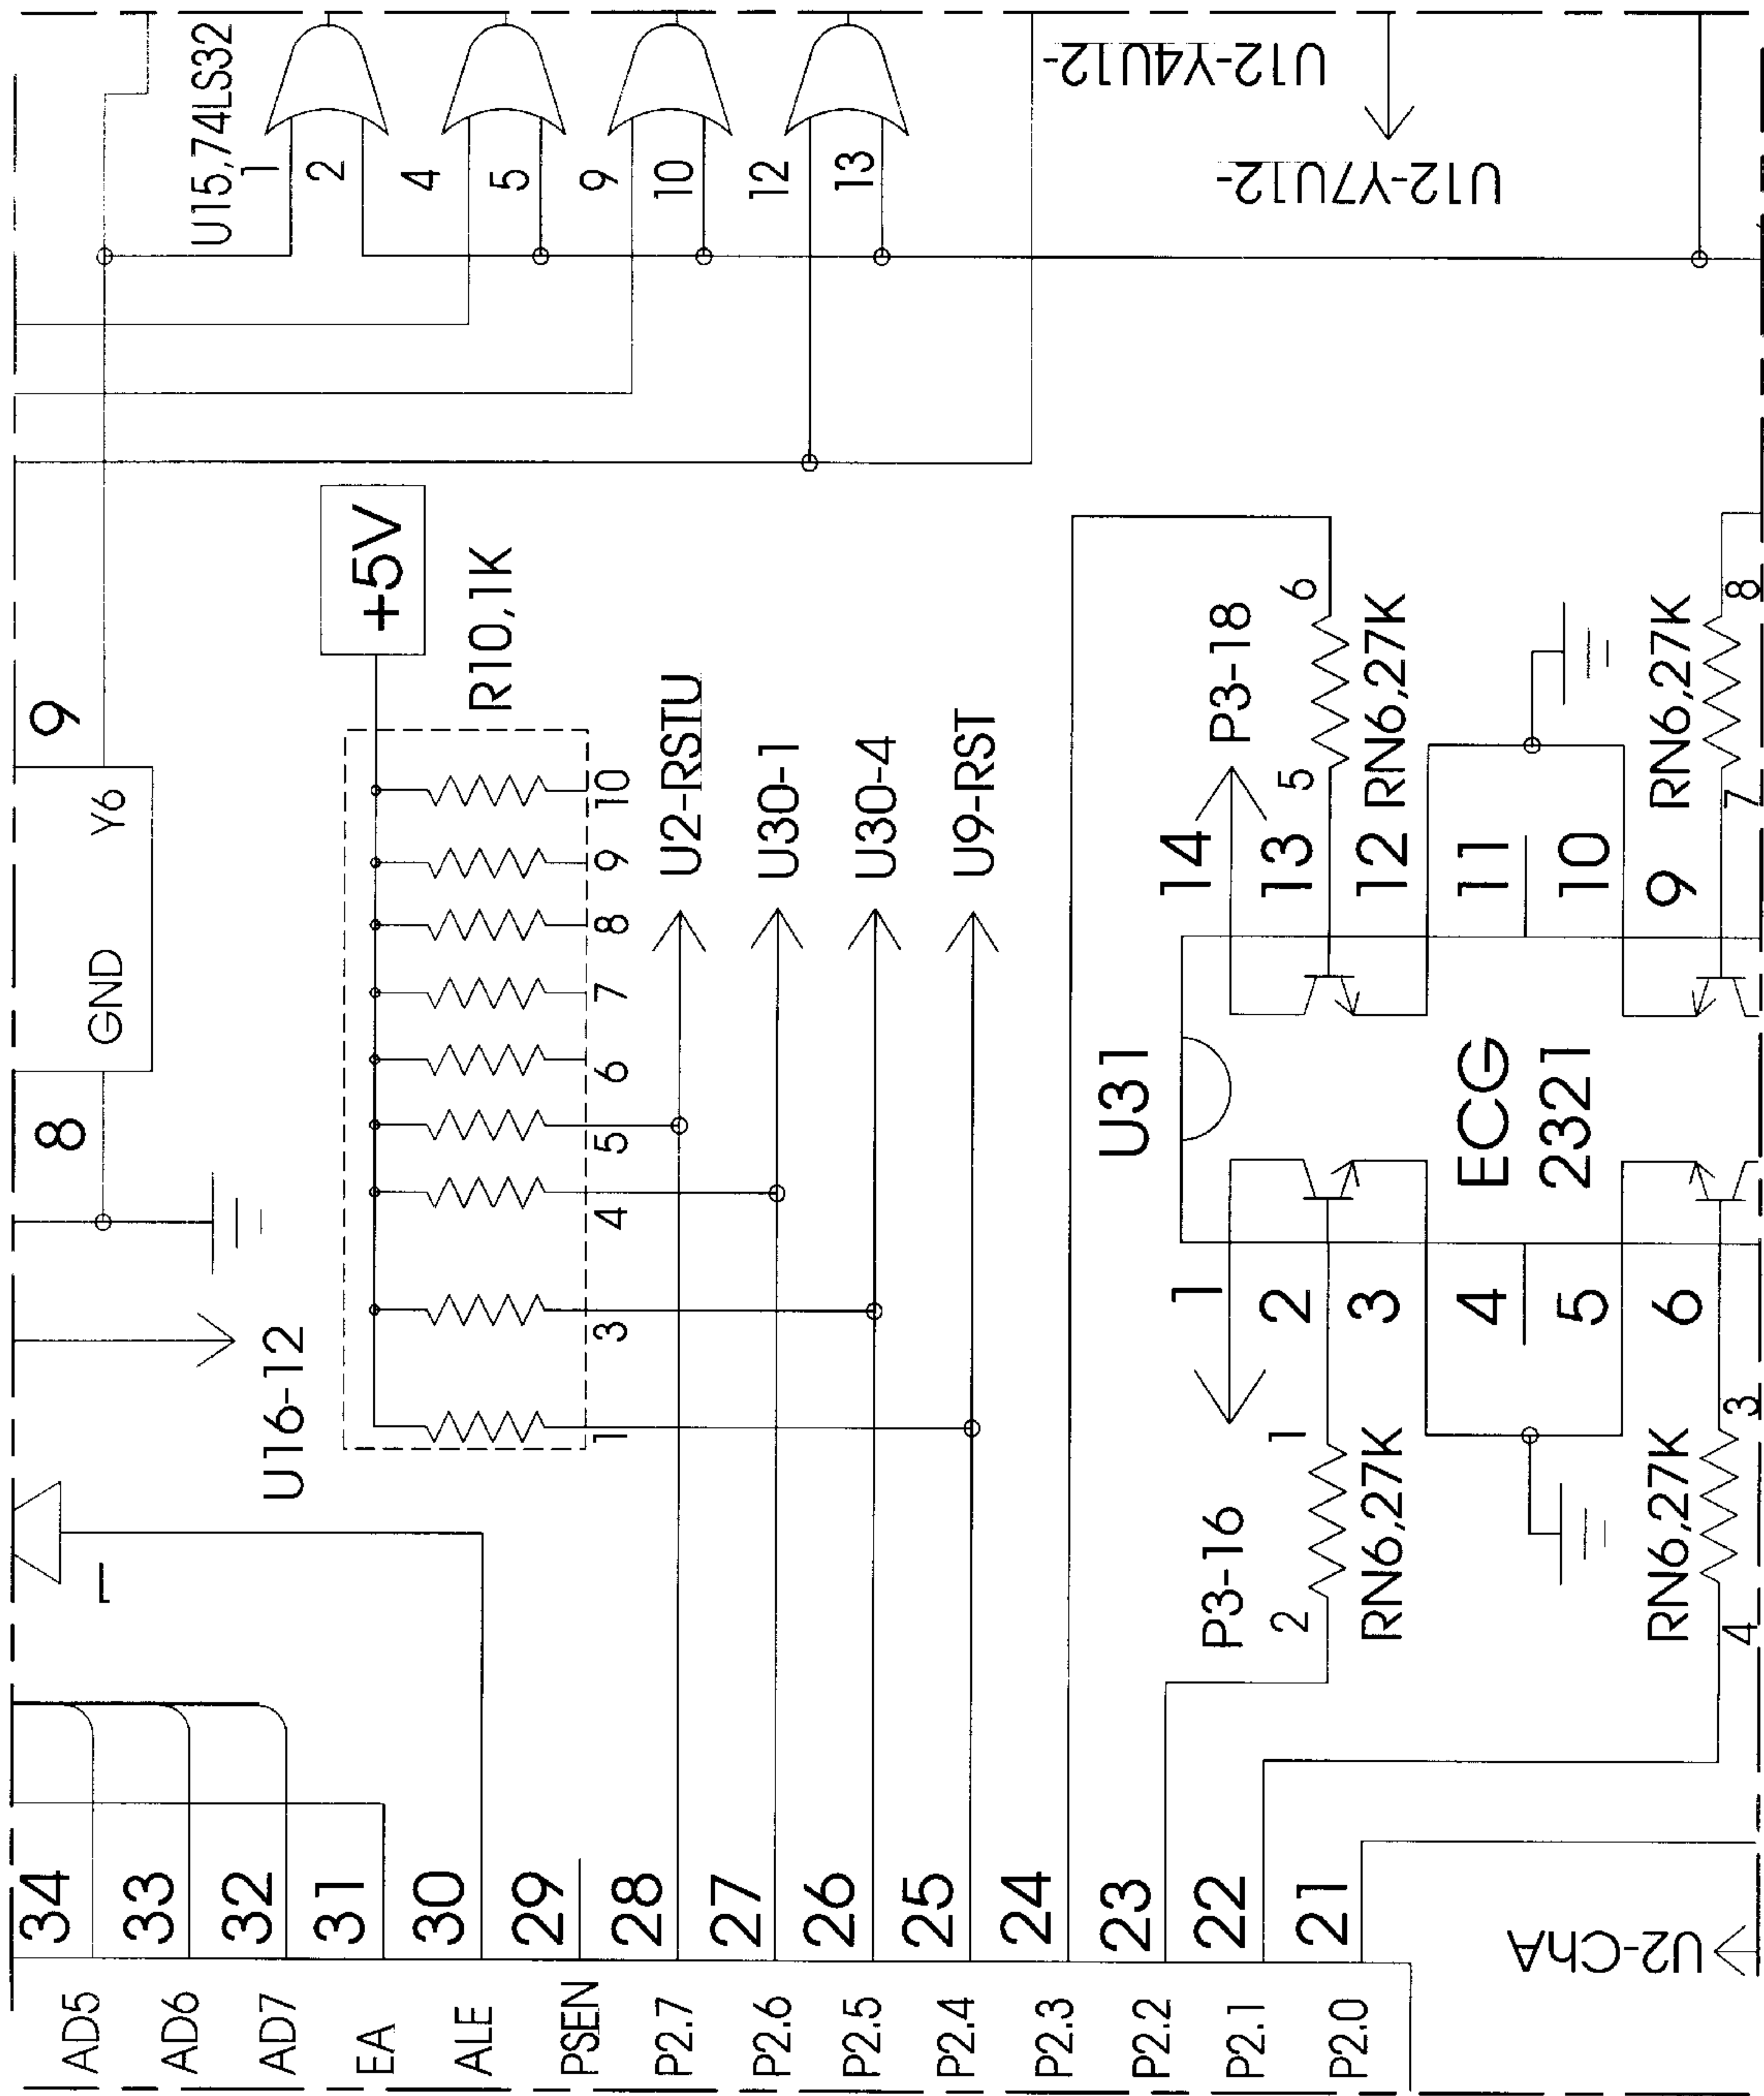 AD5 34
AD6 33
AD7 32
EA 31
ALE 30
PSEN 29
P2.7 28
P2.6 27
P2.5 26
P2.4 25
P2.3 24
P2.2 23
P2.1 22
P2.0 21
U2-ChA
U16-12
8
GND Y6
9
+5V
R10,1K
1
3
4
5
6
7
8
9
10
U2-RSTU
U30-1
U30-4
U9-RST
U15,74LS32
1
2
4
5
9
10
12
13
U12-Y4U12-
U12-Y7U12-
U31
ECG
2321
1
2
3
4
5
6
14
13
12
11
10
9
P3-16
2 1
RN6,27K
RN6,27K
4 3
P3-18
5 6
RN6,27K
RN6,27K
7 8